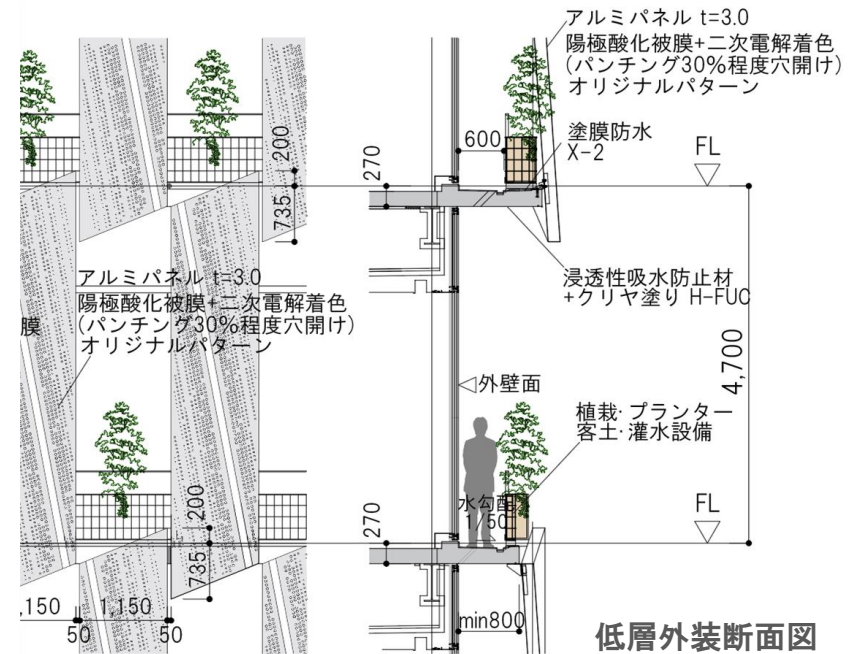 アルミパネル t=3.0
陽極酸化被膜+二次電解着色
(パンチング30%程度穴開け)
オリジナルパターン
塗膜防水
X-2
600
FL
270
200
735
浸透性吸水防止材
+クリヤ塗り H-FUC
アルミパネル t=3.0
陽極酸化被膜+二次電解着色
(パンチング30%程度穴開け)
オリジナルパターン
膜
4,700
外壁面
植栽・プランター
客土・灌水設備
水勾配
1/50
FL
270
200
735
,150
1,150
50
50
min800
低層外装断面図